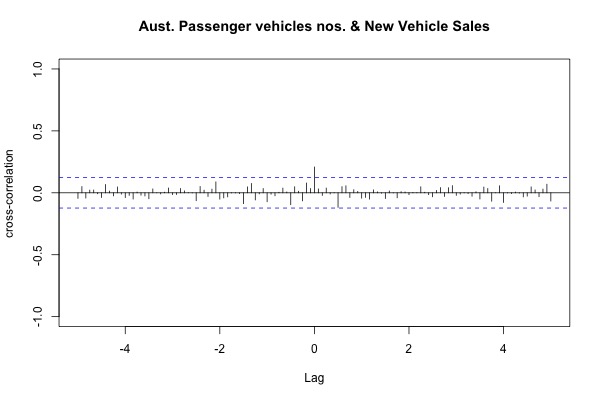 Aust. Passenger vehicles nos. & New Vehicle Sales
1.0
0.5
0.0
-0.5
-1.0
cross-correlation
-4 -2 0 2 4
Lag